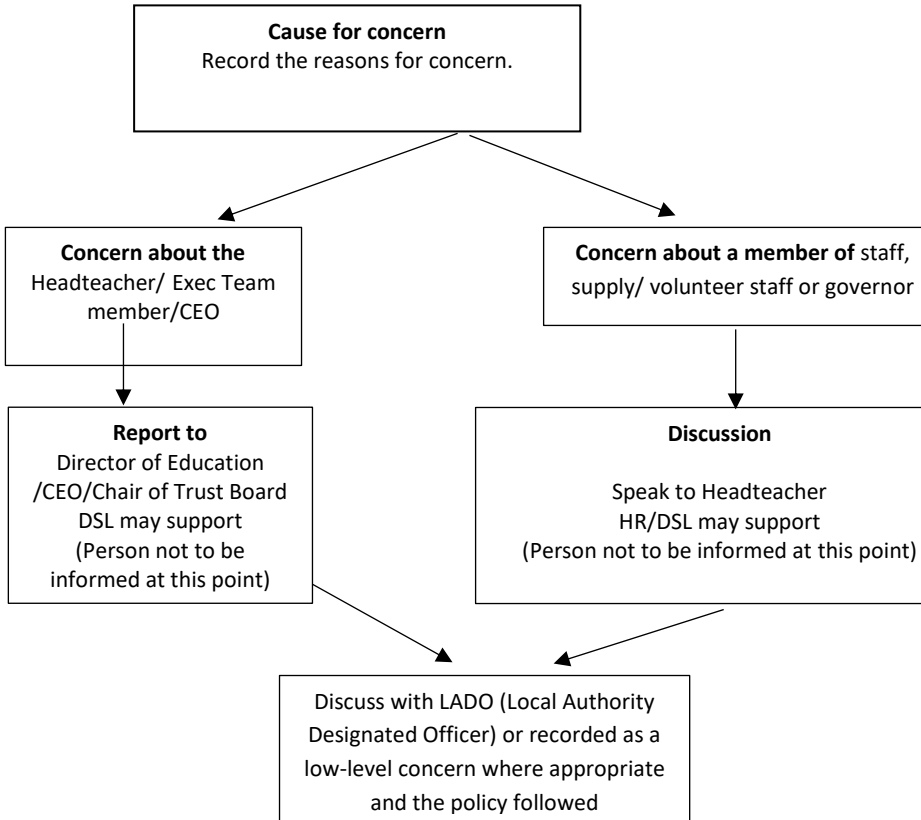 Cause for concern
Record the reasons for concern.
Concern about the
Headteacher/ Exec Team
member/CEO
Concern about a member of staff,
supply/ volunteer staff or governor
Report to
Director of Education
/CEO/Chair of Trust Board
DSL may support
(Person not to be
informed at this point)
Discussion
Speak to Headteacher
HR/DSL may support
(Person not to be informed at this point)
Discuss with LADO (Local Authority
Designated Officer) or recorded as a
low-level concern where appropriate
and the policy followed